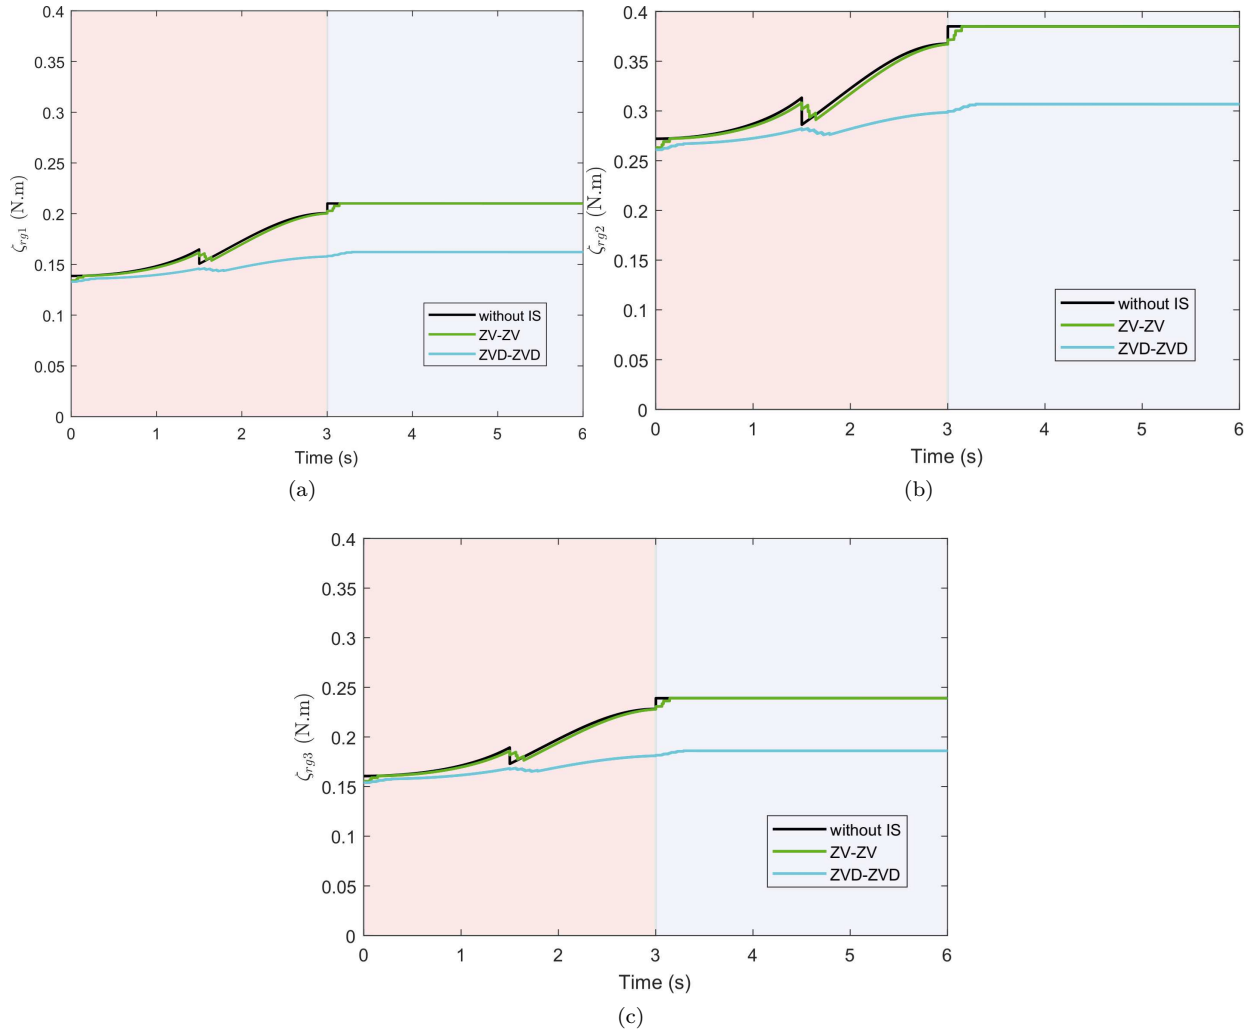 0.4
0.35
0.3
0.25
0.2
0.15
0.1
0.05
0
ζrg1 (N.m)
without IS
ZV-ZV
ZVD-ZVD
0 1 2 3 4 5 6
Time (s)
(a)
0.4
0.35
0.3
0.25
0.2
0.15
0.1
0.05
0
ζrg2 (N.m)
without IS
ZV-ZV
ZVD-ZVD
0 1 2 3 4 5 6
Time (s)
(b)
0.4
0.35
0.3
0.25
0.2
0.15
0.1
0.05
0
ζrg3 (N.m)
without IS
ZV-ZV
ZVD-ZVD
0 1 2 3 4 5 6
Time (s)
(c)